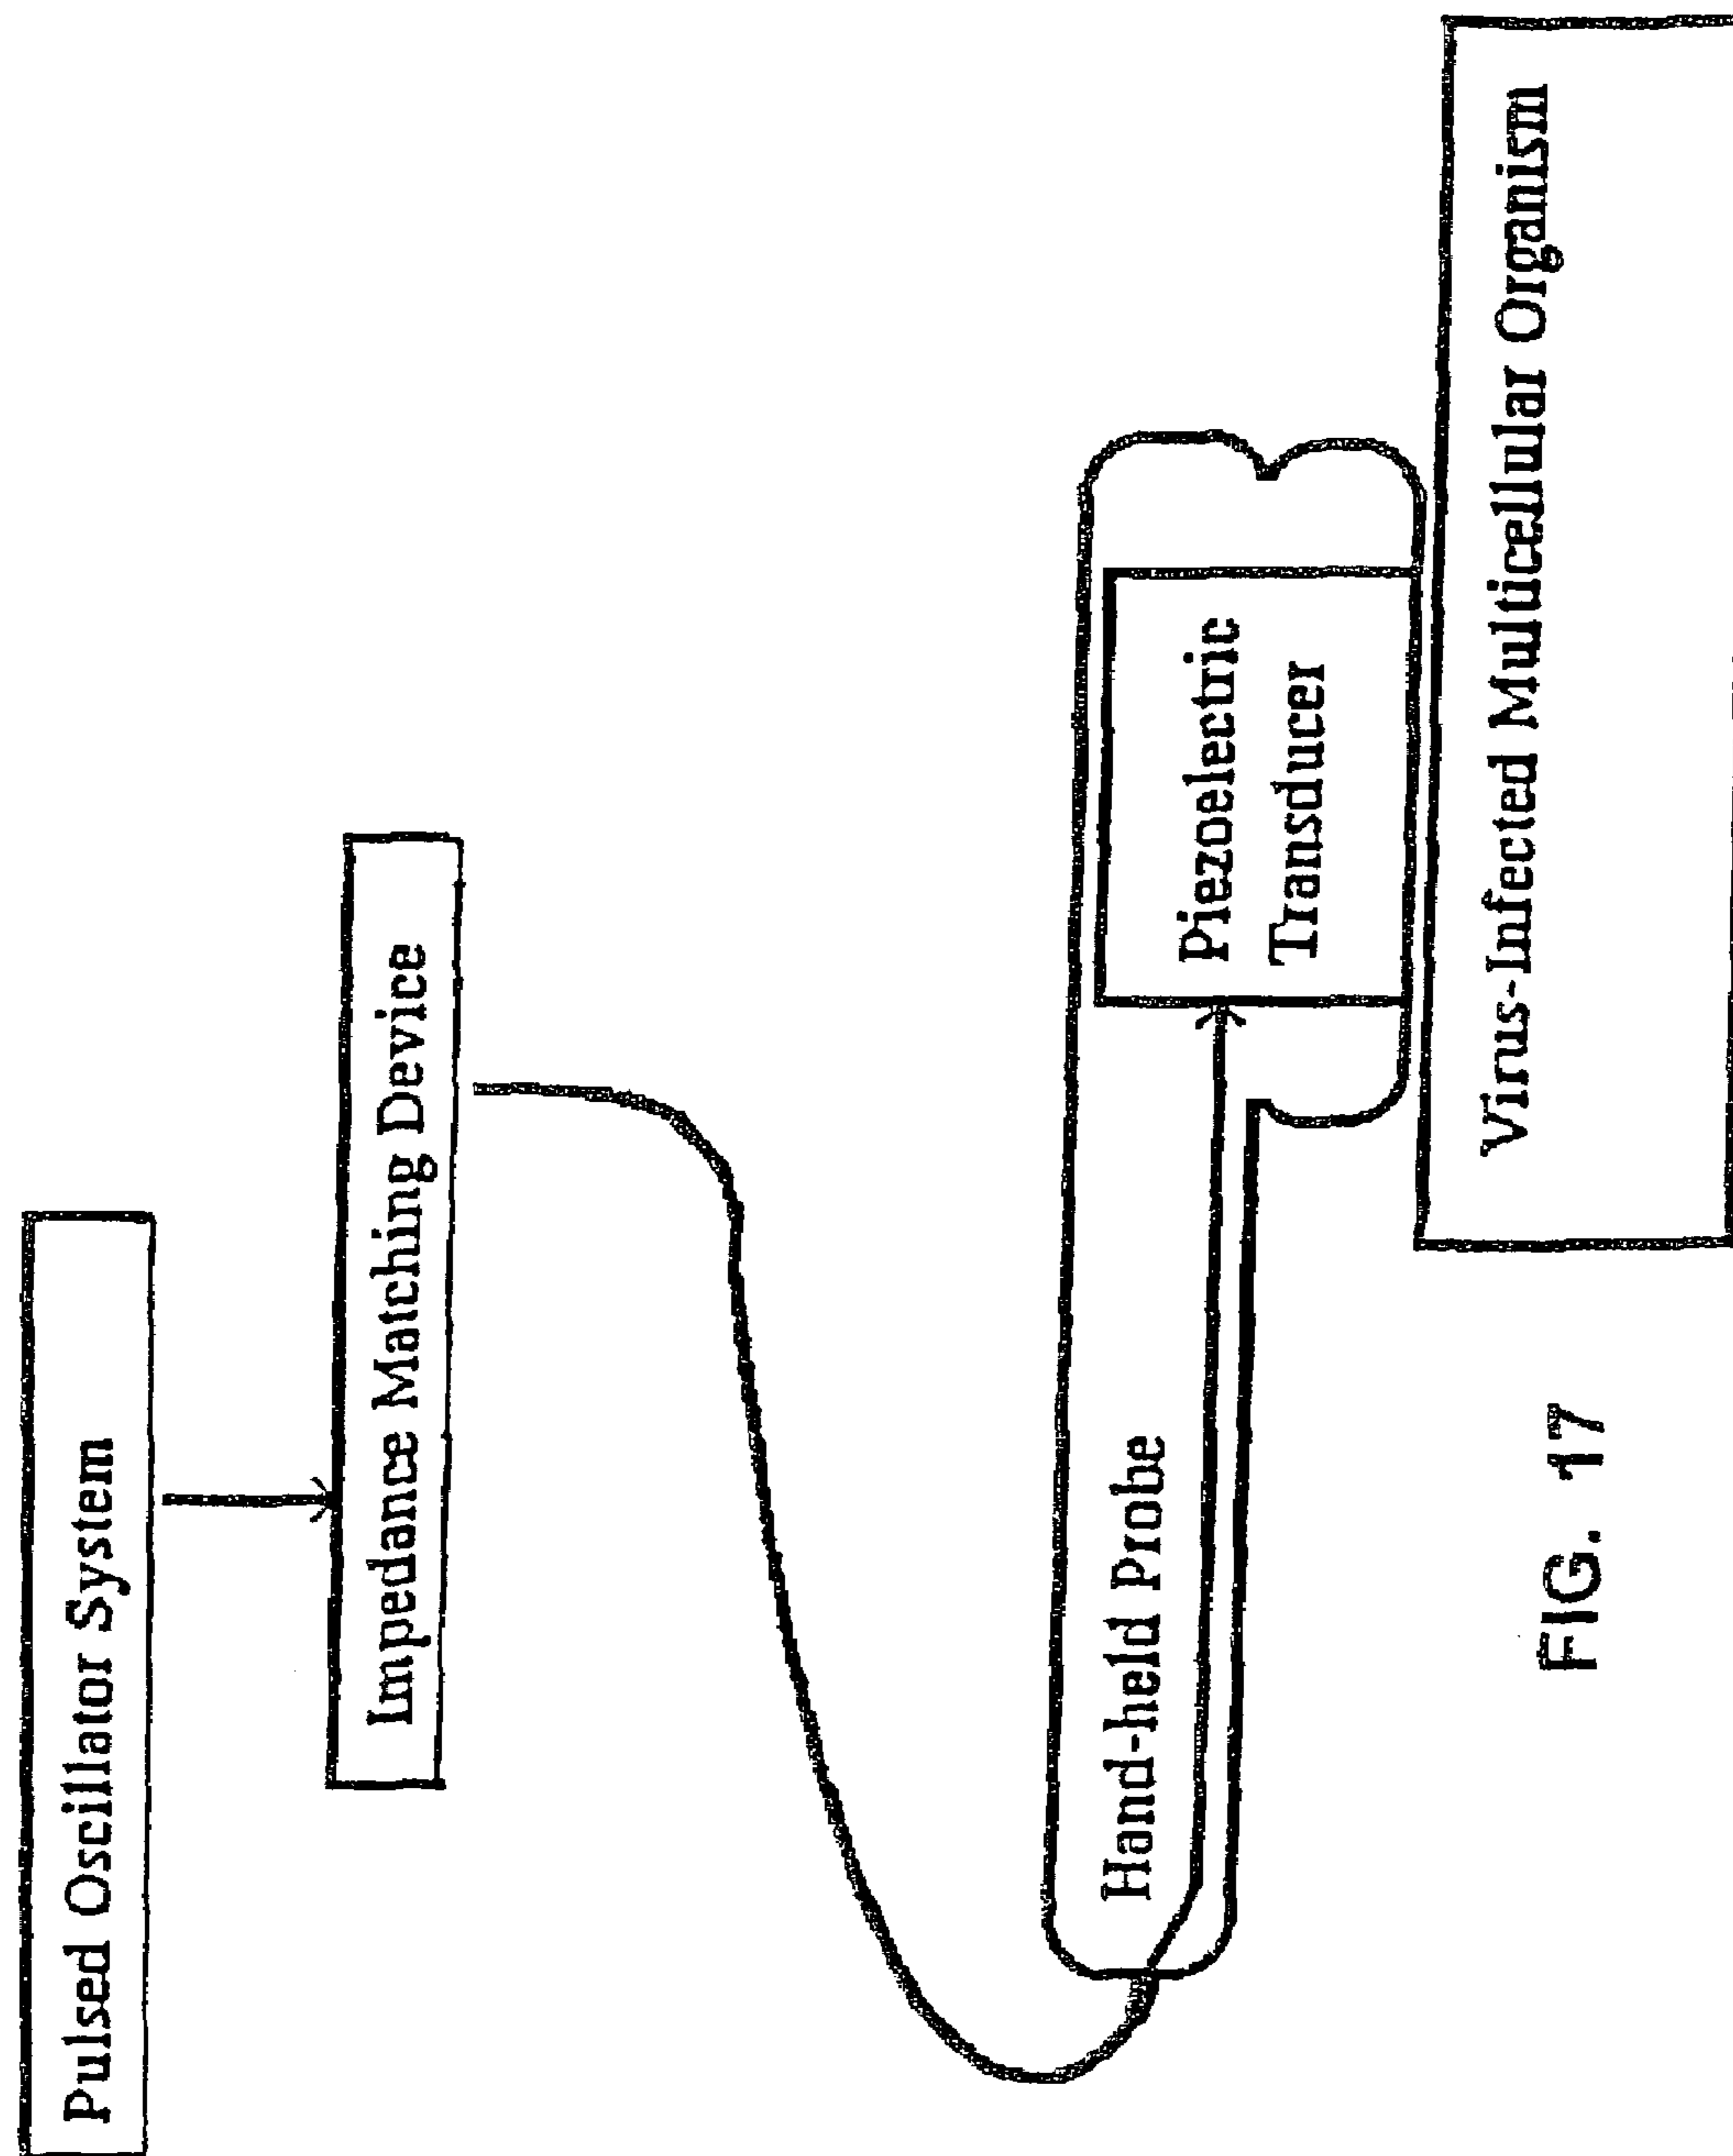 Pulsed Oscillator System
Impedance Matching Device
Hand-held Probe
Piezoelectric
Transducer
Virus-Infected Multicellular Organism
FIG. 17